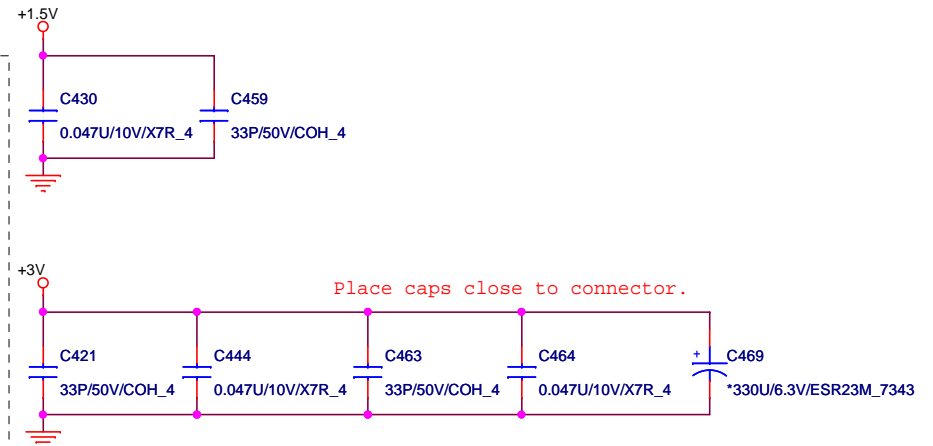 +1.5V
C430
0.047U/10V/X7R_4
C459
33P/50V/COH_4
+3V
Place caps close to connector.
C421
33P/50V/COH_4
C444
0.047U/10V/X7R_4
C463
33P/50V/COH_4
C464
0.047U/10V/X7R_4
+
C469
*330U/6.3V/ESR23M_7343